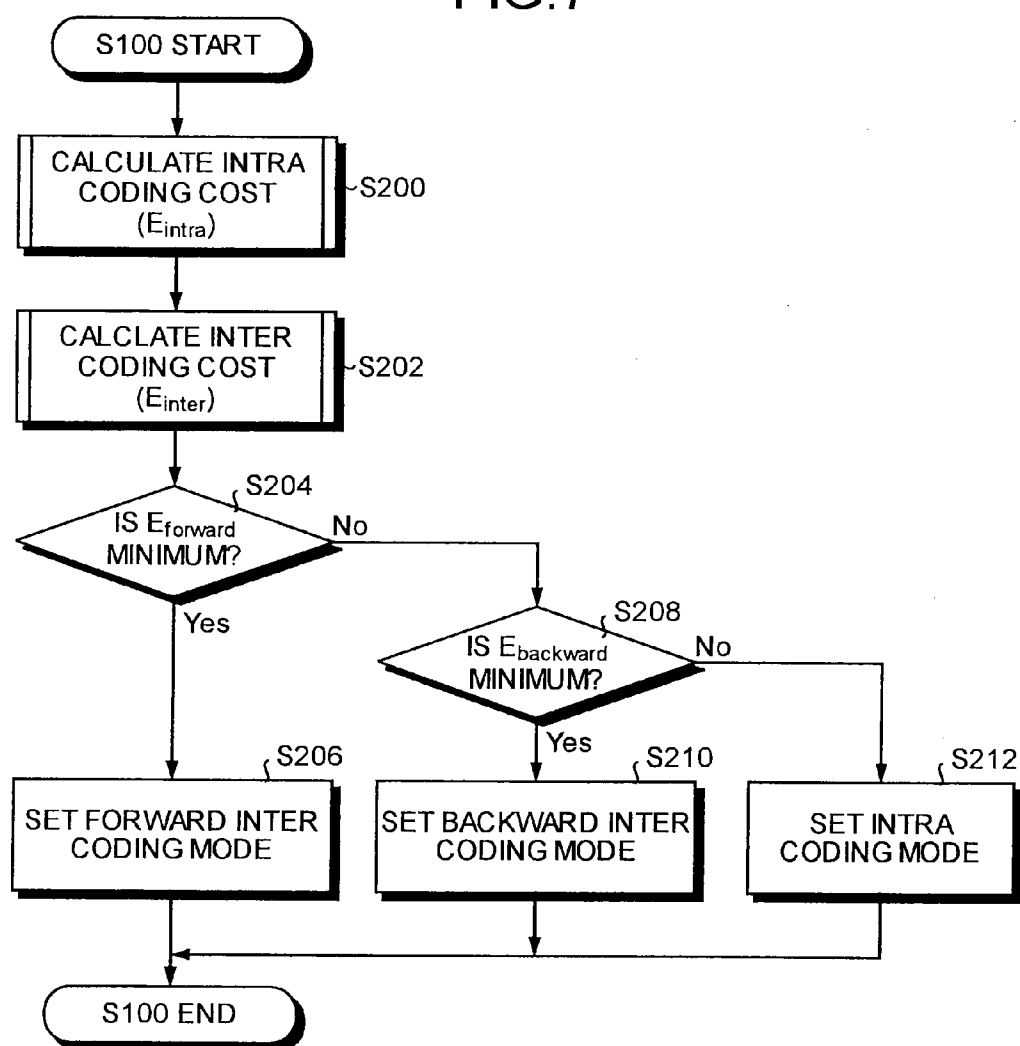 FIG.7
S100 START
CALCULATE INTRA
CODING COST
(Eintra)
S200
CALCLATE INTER
CODING COST
(Einter)
S202
S204
IS Eforward
MINIMUM?
No
Yes
S208
IS Ebackward
MINIMUM?
No
Yes
S206
SET FORWARD INTER
CODING MODE
S210
SET BACKWARD INTER
CODING MODE
S212
SET INTRA
CODING MODE
S100 END